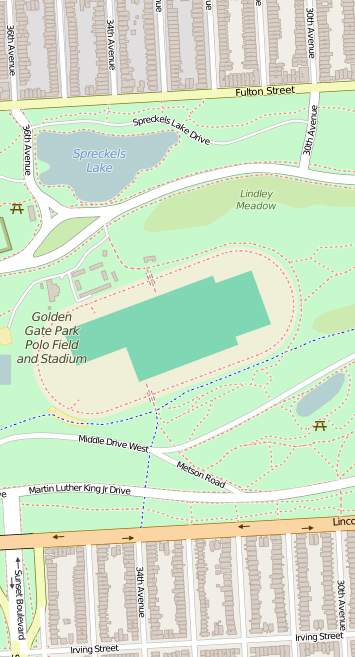 36th Avenue
34th Avenue
30th Avenue
Fulton Street
36th Avenue
Spreckels Lake Drive
30th Avenue
Spreckels
Lake
Lindley
Meadow
Golden
Gate Park
Polo Field
and Stadium
Middle Drive West
Metson Road
Martin Luther King Jr Drive
Linco
Sunset Boulevard
34th Avenue
30th Avenue
Irving Street
Irving Street